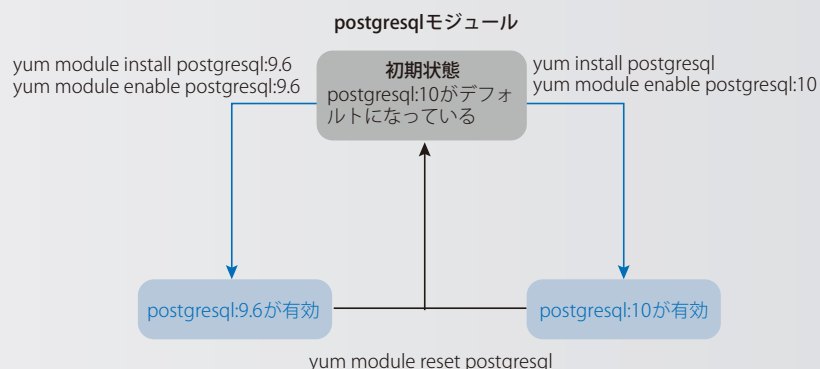 postgresqlモジュール
yum module install postgresql:9.6
yum module enable postgresql:9.6
初期状態
postgresql:10がデフォ
ルトになっている
yum install postgresql
yum module enable postgresql:10
postgresql:9.6が有効
postgresql:10が有効
yum module reset postgresql